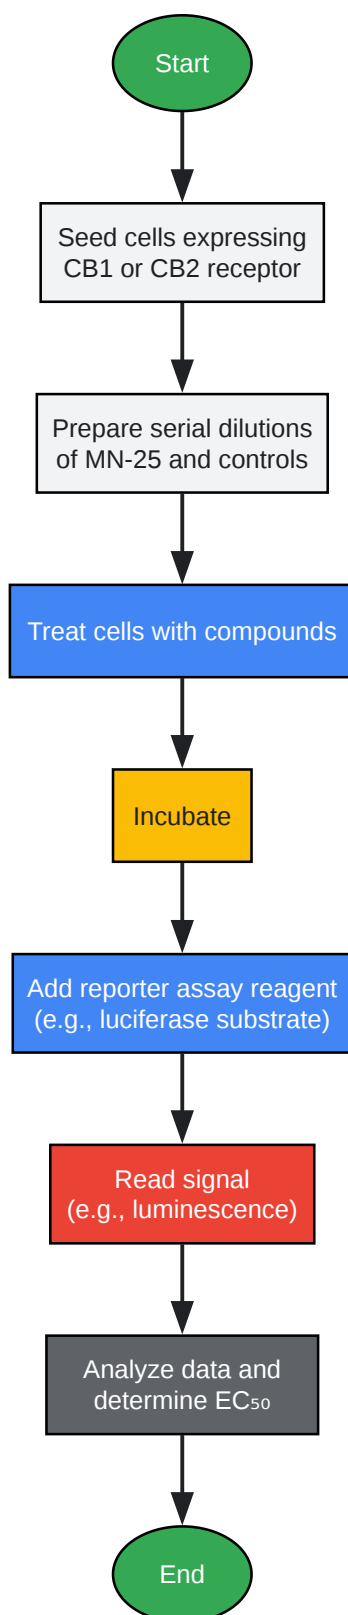 Start
Seed cells expressing
CB1 or CB2 receptor
Prepare serial dilutions
of MN-25 and controls
Treat cells with compounds
Incubate
Add reporter assay reagent
(e.g., luciferase substrate)
Read signal
(e.g., luminescence)
Analyze data and
determine EC₅₀
End